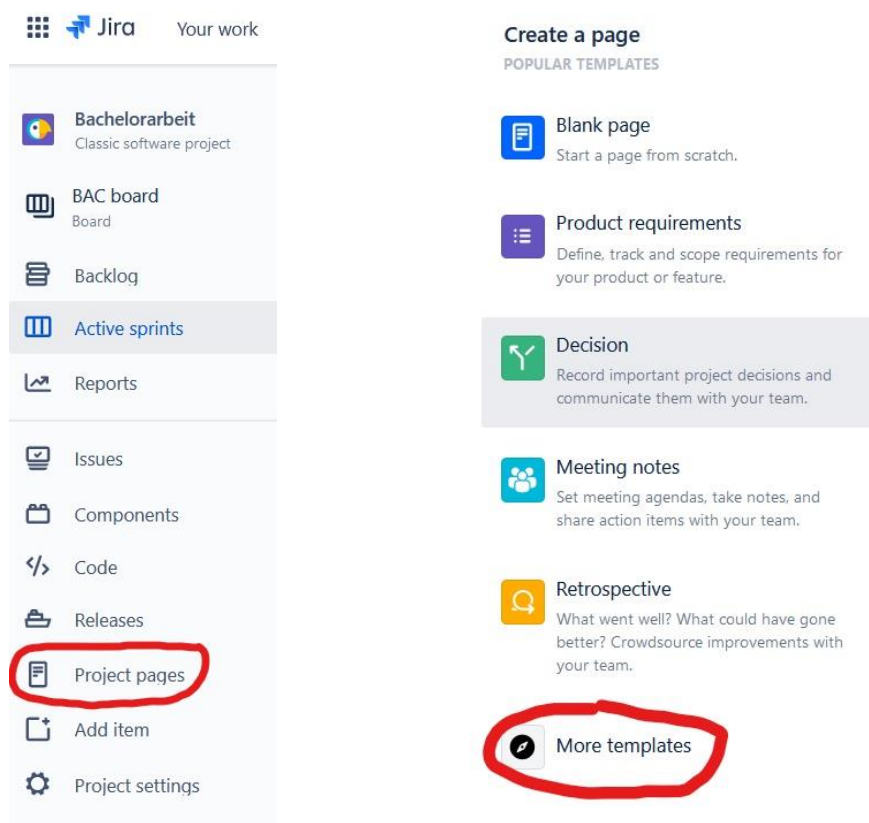 Jira
Your work
Bachelorarbeit
Classic software project
BAC board
Board
Backlog
Active sprints
Reports
Issues
Components
Code
Releases
Project pages
Add item
Project settings
Create a page
POPULAR TEMPLATES
Blank page
Start a page from scratch.
Product requirements
Define, track and scope requirements for
your product or feature.
Decision
Record important project decisions and
communicate them with your team.
Meeting notes
Set meeting agendas, take notes, and
share action items with your team.
Retrospective
What went well? What could have gone
better? Crowdsource improvements with
your team.
More templates